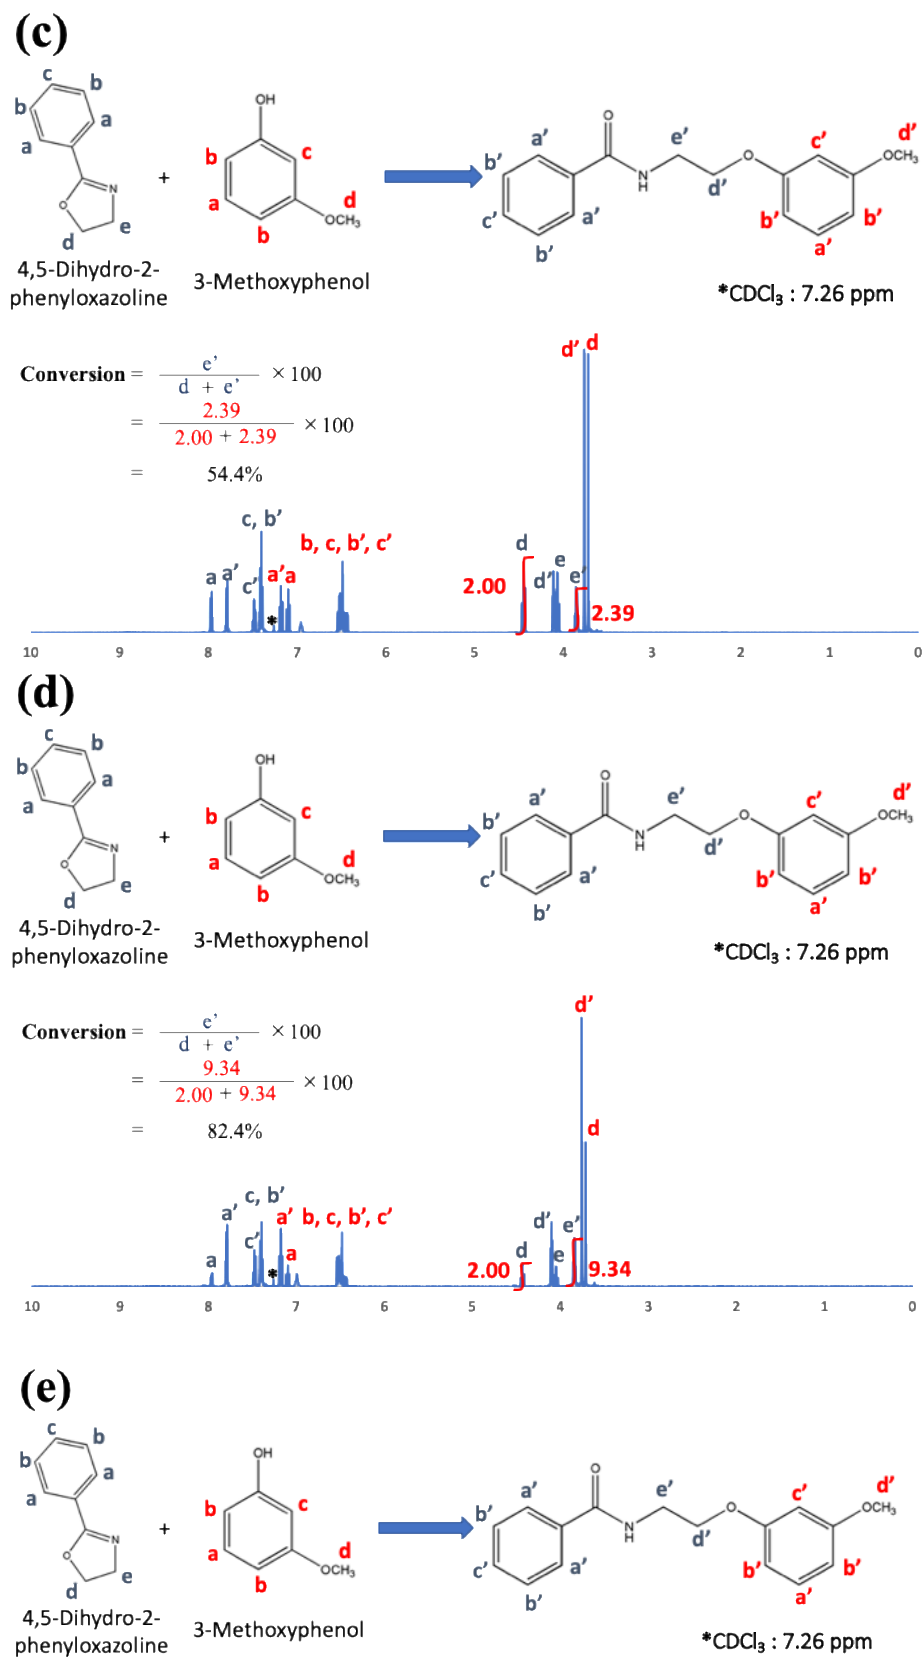 (c)
c
b
b
a
a
N
O
d
e
4,5-Dihydro-2-
phenyloxazoline
+
OH
b
c
a
b
d
OCH₃
3-Methoxyphenol
O
a’
e’
c’
d’
b’
O
OCH₃
N
H
d’
c’
a’
b’
b’
b’
a’
*CDCl₃ : 7.26 ppm
Conversion = e’ / d + e’ × 100
= 2.39 / 2.00 + 2.39 × 100
= 54.4%
d’ d
c, b’
b, c, b’, c’
d
e
a a’ c’ a’ a
d’ e’
2.00
2.39
*
10 9 8 7 6 5 4 3 2 1 0
(d)
c
b
b
a
a
N
O
d
e
4,5-Dihydro-2-
phenyloxazoline
+
OH
b
c
a
b
d
OCH₃
3-Methoxyphenol
O
a’
e’
c’
d’
b’
O
OCH₃
N
H
d’
c’
a’
b’
b’
b’
a’
*CDCl₃ : 7.26 ppm
Conversion = e’ / d + e’ × 100
= 9.34 / 2.00 + 9.34 × 100
= 82.4%
d’
d
c, b’
a’ a’ b, c, b’, c’
d’ e’
a c’ a
d e
2.00
9.34
*
10 9 8 7 6 5 4 3 2 1 0
(e)
c
b
b
a
a
N
O
d
e
4,5-Dihydro-2-
phenyloxazoline
+
OH
b
c
a
b
d
OCH₃
3-Methoxyphenol
O
a’
e’
c’
d’
b’
O
OCH₃
N
H
d’
c’
a’
b’
b’
b’
a’
*CDCl₃ : 7.26 ppm